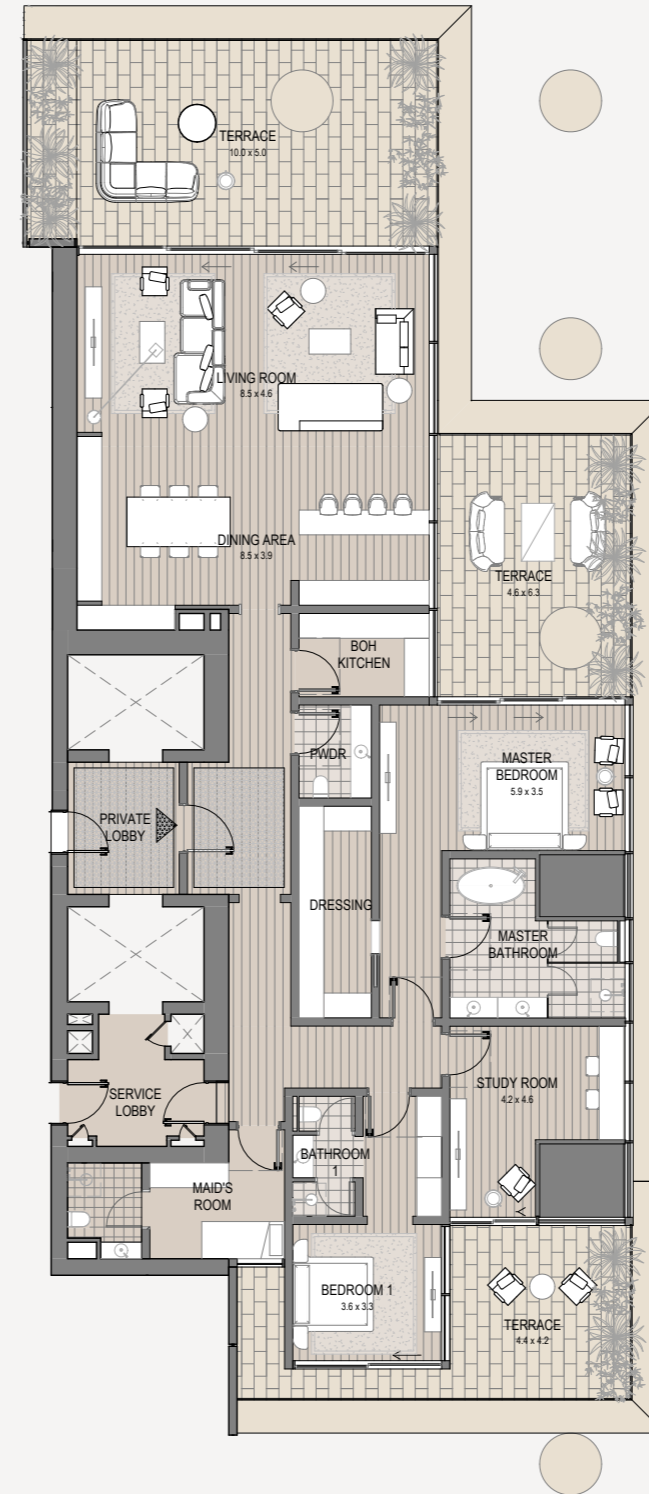 TERRACE
10.0 x 5.0
LIVING ROOM
8.5 x 4.6
DINING AREA
8.5 x 3.9
TERRACE
4.6 x 6.3
BOH
KITCHEN
PWDR
MASTER
BEDROOM
5.9 x 3.5
PRIVATE
LOBBY
DRESSING
MASTER
BATHROOM
SERVICE
LOBBY
STUDY ROOM
4.2 x 4.6
BATHROOM
1
MAID'S
ROOM
BEDROOM 1
3.6 x 3.3
TERRACE
4.4 x 4.2